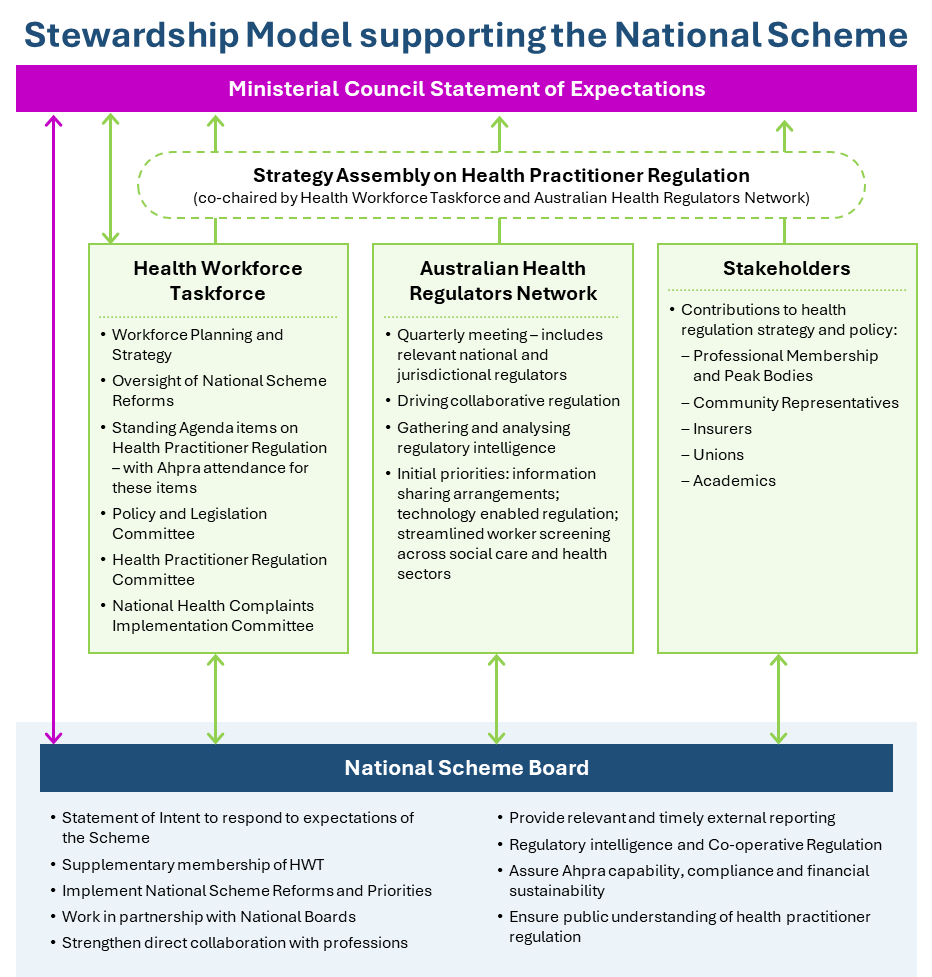 Stewardship Model supporting the National Scheme
Ministerial Council Statement of Expectations
Strategy Assembly on Health Practitioner Regulation
(co-chaired by Health Workforce Taskforce and Australian Health Regulators Network)
Health Workforce
Taskforce
• Workforce Planning and
Strategy
• Oversight of National Scheme
Reforms
• Standing Agenda items on
Health Practitioner Regulation
– with Ahpra attendance for
these items
• Policy and Legislation
Committee
• Health Practitioner Regulation
Committee
• National Health Complaints
Implementation Committee
Australian Health
Regulators Network
• Quarterly meeting – includes
relevant national and
jurisdictional regulators
• Driving collaborative regulation
• Gathering and analysing
regulatory intelligence
• Initial priorities: information
sharing arrangements;
technology enabled regulation;
streamlined worker screening
across social care and health
sectors
Stakeholders
• Contributions to health
regulation strategy and policy:
– Professional Membership
and Peak Bodies
– Community Representatives
– Insurers
– Unions
– Academics
National Scheme Board
• Statement of Intent to respond to expectations of
the Scheme
• Supplementary membership of HWT
• Implement National Scheme Reforms and Priorities
• Work in partnership with National Boards
• Strengthen direct collaboration with professions
• Provide relevant and timely external reporting
• Regulatory intelligence and Co-operative Regulation
• Assure Ahpra capability, compliance and financial
sustainability
• Ensure public understanding of health practitioner
regulation